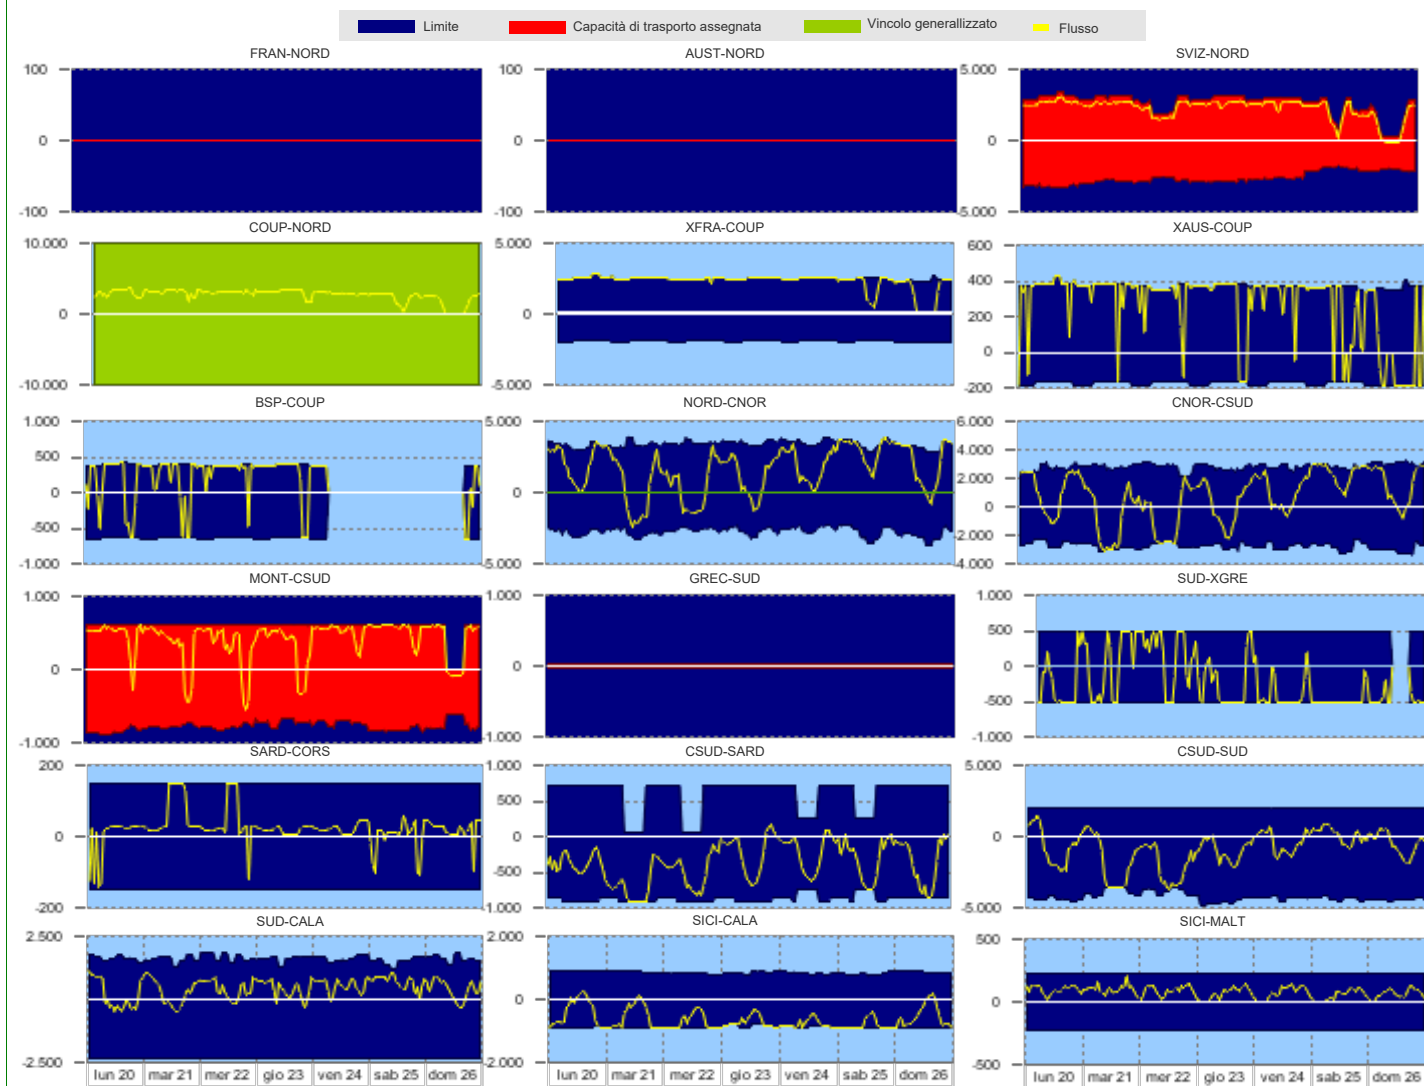 Limite Capacità di trasporto assegnata Vincolo generallizzato Flusso
FRAN-NORD AUST-NORD SVIZ-NORD
100 100 5.000
0 0 0
-100 -100 -5.000
COUP-NORD XFRA-COUP XAUS-COUP
10.000 5.000 600
400
200
0 0 0
-10.000 -5.000 -200
BSP-COUP NORD-CNOR CNOR-CSUD
1.000 5.000 6.000
500 4.000
2.000
0 0 0
-500 -2.000
-1.000 -5.000 -4.000
MONT-CSUD GREC-SUD SUD-XGRE
1.000 1.000 1.000
500
0 0 0
-500
-1.000 -1.000 -1.000
SARD-CORS CSUD-SARD CSUD-SUD
200 1.000 5.000
500
0 0 0
-500
-200 -1.000 -5.000
SUD-CALA SICI-CALA SICI-MALT
2.500 2.000 500
0 0 0
-2.500 -2.000 -500
lun 20 mar 21 mer 22 gio 23 ven 24 sab 25 dom 26 lun 20 mar 21 mer 22 gio 23 ven 24 sab 25 dom 26 lun 20 mar 21 mer 22 gio 23 ven 24 sab 25 dom 26